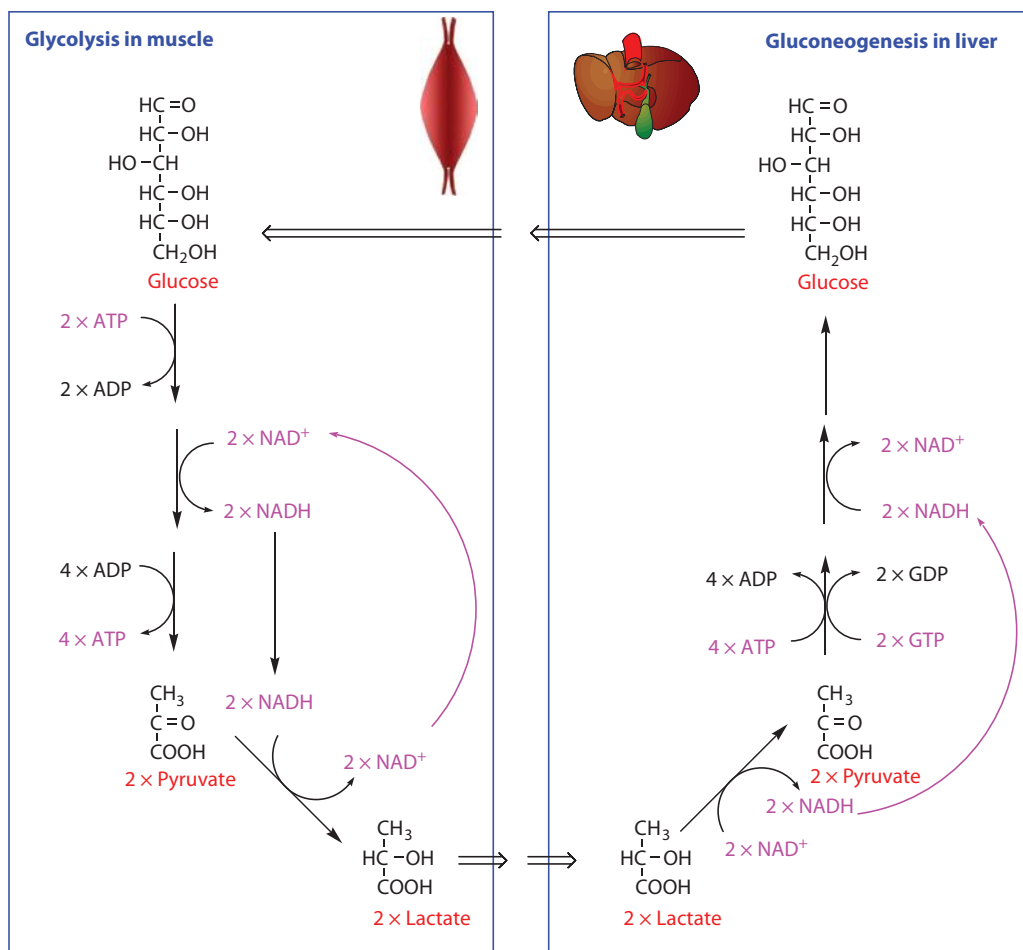 Glycolysis in muscle
HC=O
HC–OH
HO–CH
HC–OH
HC–OH
CH₂OH
Glucose
2 × ATP
2 × ADP
2 × NAD⁺
2 × NADH
4 × ADP
4 × ATP
2 × NADH
CH₃
C=O
COOH
2 × Pyruvate
2 × NAD⁺
CH₃
HC–OH
COOH
2 × Lactate
Gluconeogenesis in liver
HC=O
HC–OH
HO–CH
HC–OH
HC–OH
CH₂OH
Glucose
2 × NAD⁺
2 × NADH
4 × ADP
2 × GDP
4 × ATP
2 × GTP
CH₃
C=O
COOH
2 × Pyruvate
2 × NADH
2 × NAD⁺
CH₃
HC–OH
COOH
2 × Lactate